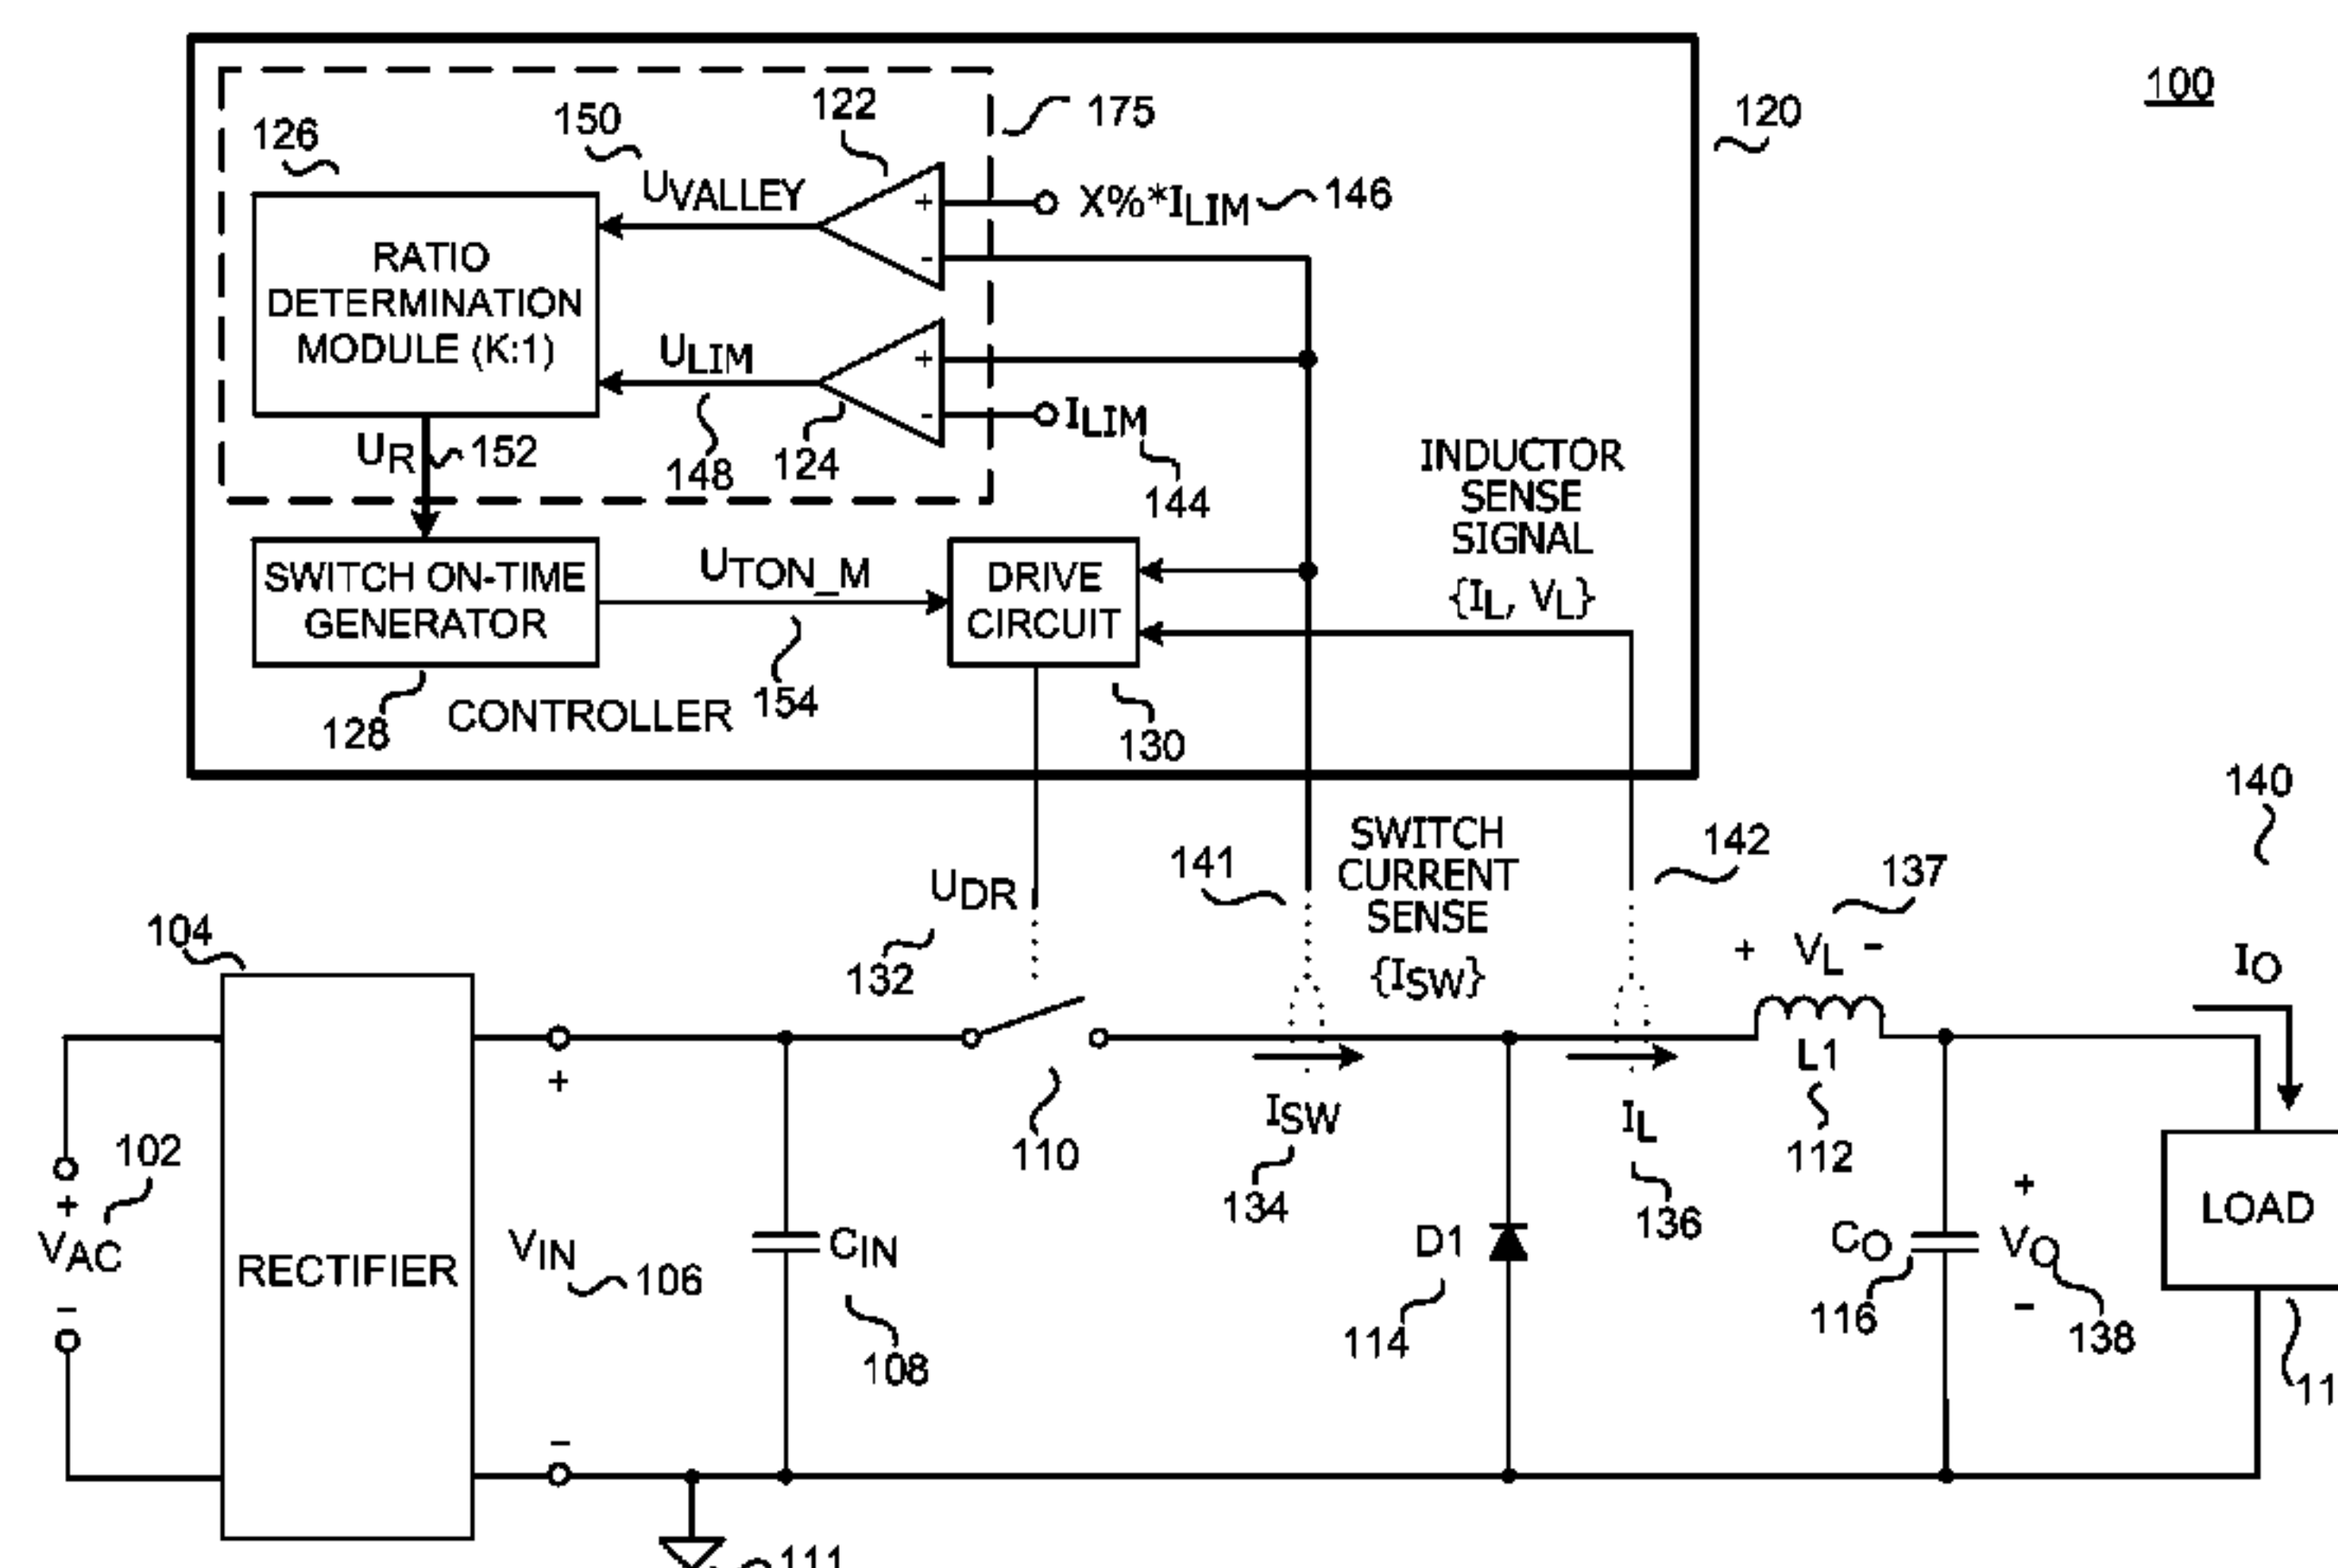 100
120
175
122
150
126
UVALLEY
+
X%*ILIM
146
-
RATIO
DETERMINATION
MODULE (K:1)
ULIM
+
-
ILIM
148
124
144
UR
152
INDUCTOR
SENSE
SIGNAL
{IL, VL}
SWITCH ON-TIME
GENERATOR
UTON_M
DRIVE
CIRCUIT
128
CONTROLLER
154
130
140
SWITCH
CURRENT
SENSE
{ISW}
141
142
137
UDR
132
104
+ VL -
IO
+
L1
112
110
ISW
134
IL
136
102
+
VAC
-
RECTIFIER
VIN
106
CIN
108
D1
114
CO
116
+
VO
-
138
LOAD
11
-
111